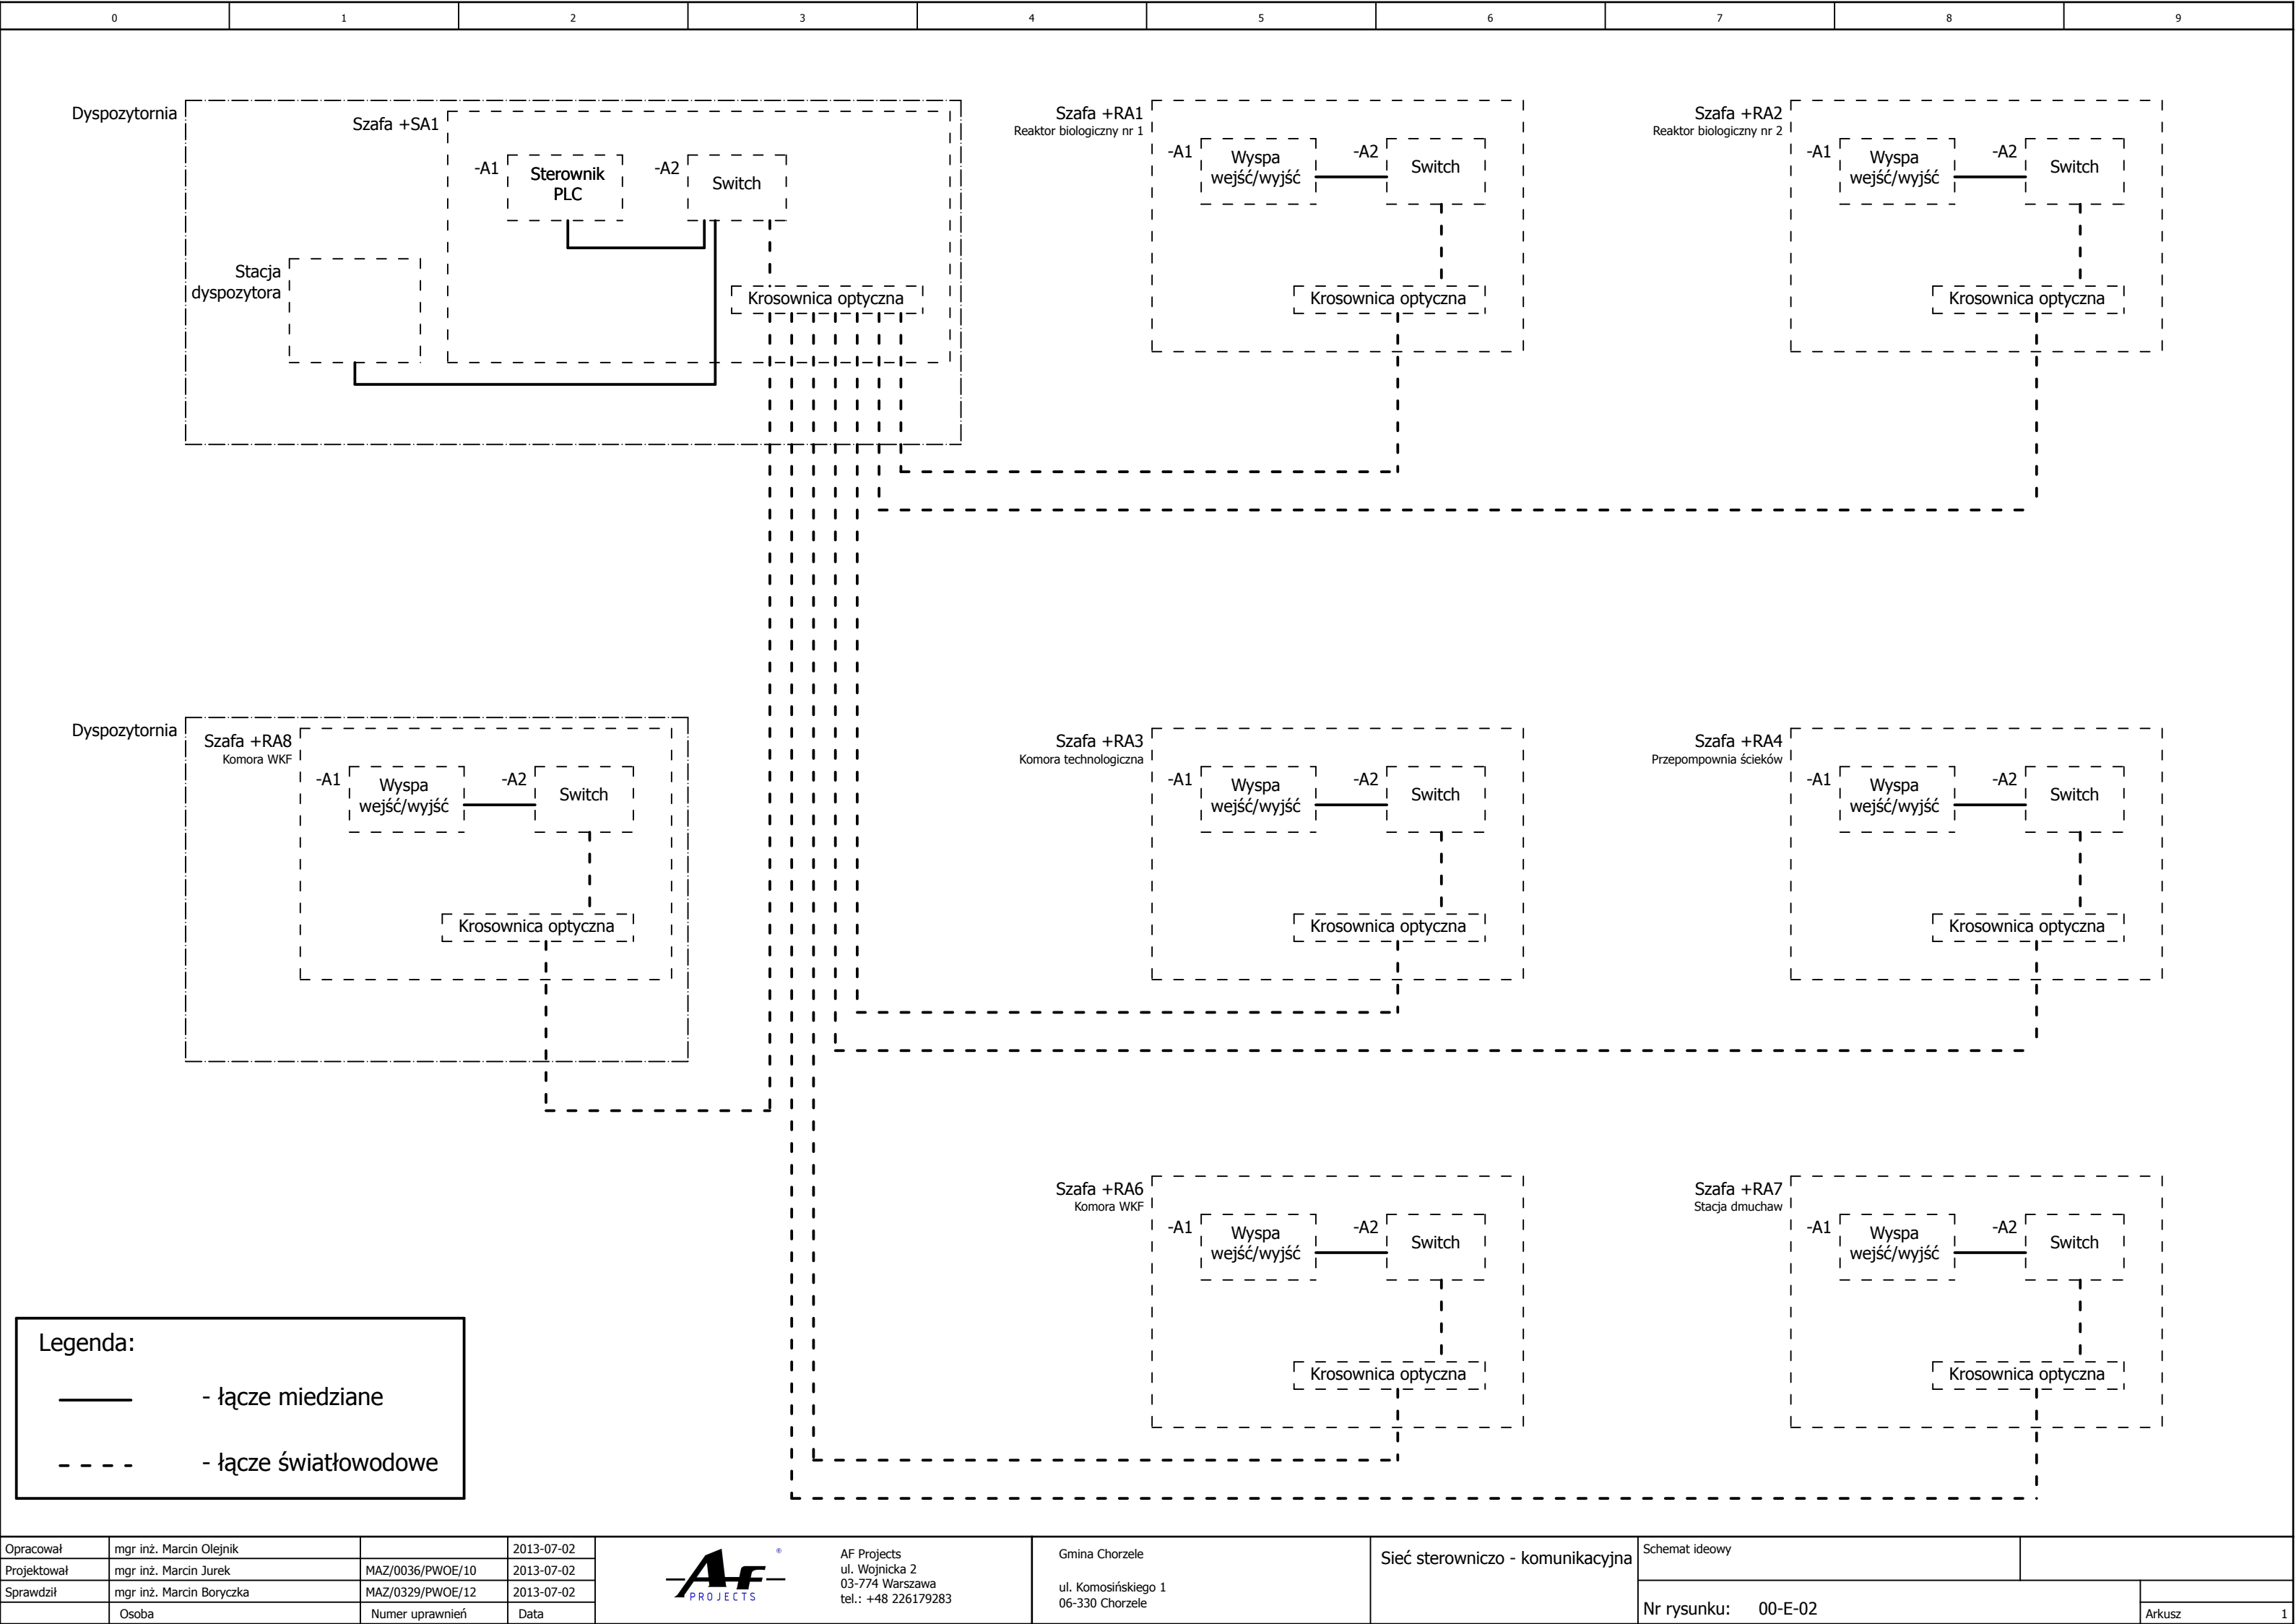 0 1 2 3 4 5 6 7 8 9
Dyspozytornia
Szafa +SA1
-A1
Sterownik
PLC
-A2
Switch
Stacja
dyspozytora
Krosownica optyczna
Szafa +RA1
Reaktor biologiczny nr 1
-A1
Wyspa
wejść/wyjść
-A2
Switch
Krosownica optyczna
Szafa +RA2
Reaktor biologiczny nr 2
-A1
Wyspa
wejść/wyjść
-A2
Switch
Krosownica optyczna
Dyspozytornia
Szafa +RA8
Komora WKF
-A1
Wyspa
wejść/wyjść
-A2
Switch
Krosownica optyczna
Szafa +RA3
Komora technologiczna
-A1
Wyspa
wejść/wyjść
-A2
Switch
Krosownica optyczna
Szafa +RA4
Przepompownia ścieków
-A1
Wyspa
wejść/wyjść
-A2
Switch
Krosownica optyczna
Szafa +RA6
Komora WKF
-A1
Wyspa
wejść/wyjść
-A2
Switch
Krosownica optyczna
Szafa +RA7
Stacja dmuchaw
-A1
Wyspa
wejść/wyjść
-A2
Switch
Krosownica optyczna
Legenda:
- łącze miedziane
- łącze światłowodowe
Opracował mgr inż. Marcin Olejnik 2013-07-02
Projektował mgr inż. Marcin Jurek MAZ/0036/PWOE/10 2013-07-02
Sprawdził mgr inż. Marcin Boryczka MAZ/0329/PWOE/12 2013-07-02
Osoba Numer uprawnień Data
AF ®
PROJECTS
AF Projects
ul. Wojnicka 2
03-774 Warszawa
tel.: +48 226179283
Gmina Chorzele
ul. Komosińskiego 1
06-330 Chorzele
Sieć sterowniczo - komunikacyjna
Schemat ideowy
Nr rysunku: 00-E-02
Arkusz 1